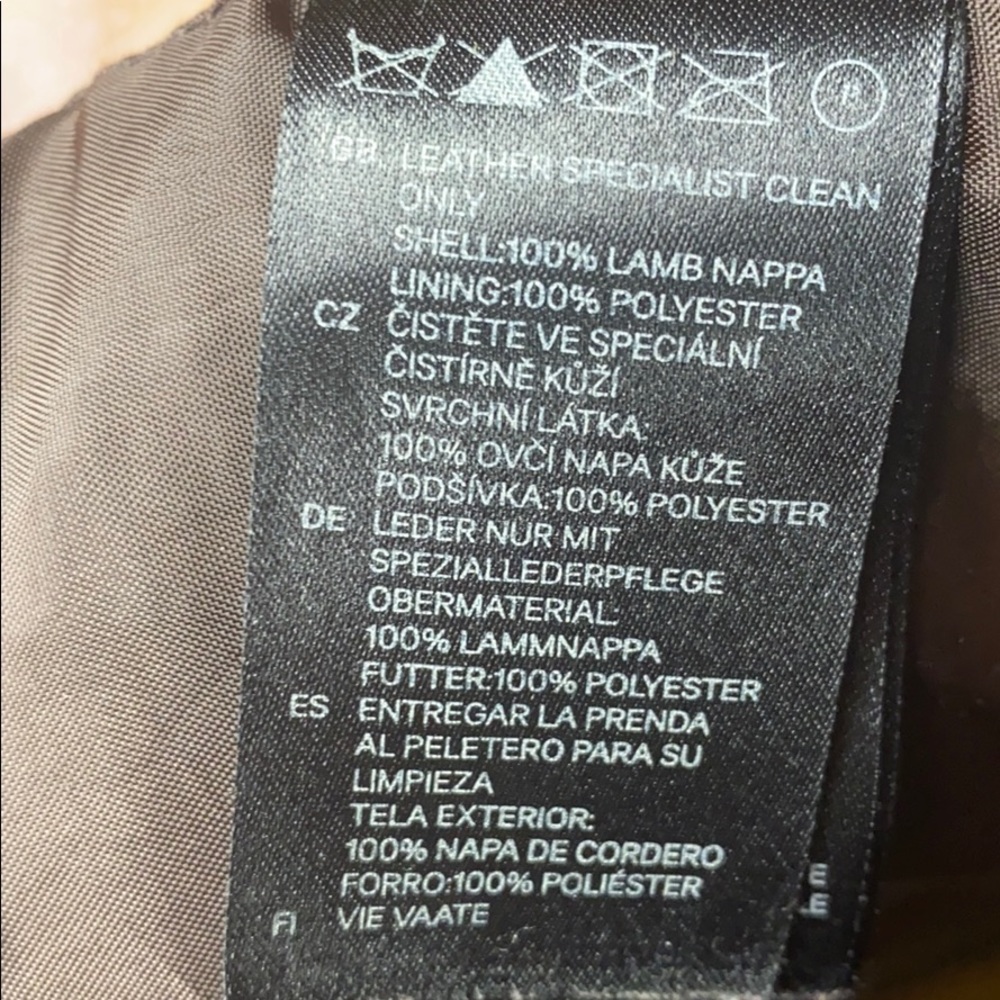 P
GB LEATHER SPECIALIST CLEAN
ONLY
SHELL:100% LAMB NAPPA
LINING:100% POLYESTER
CZ ČISTĚTE VE SPECIÁLNÍ
ČISTÍRNĚ KŮŽÍ
SVRCHNÍ LÁTKA:
100% OVČÍ NAPA KŮŽE
PODŠÍVKA:100% POLYESTER
DE LEDER NUR MIT
SPEZIALLEDERPFLEGE
OBERMATERIAL:
100% LAMMNAPPA
FUTTER:100% POLYESTER
ES ENTREGAR LA PRENDA
AL PELETERO PARA SU
LIMPIEZA
TELA EXTERIOR:
100% NAPA DE CORDERO
FORRO:100% POLIÉSTER
FI VIE VAATE
E
LE